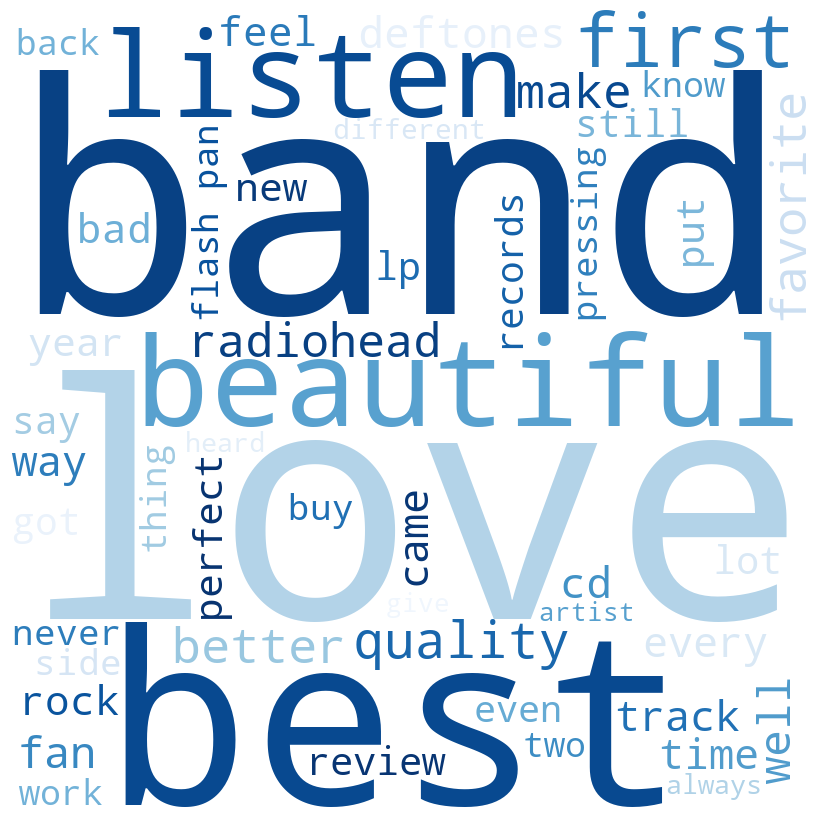 back
feel
deftones
first
listen
make
know
band
different
still
favorite
flash pan
new
pressing
bad
lp
records
put
radiohead
year
beautiful
love
say
way
thing
heard
perfect
buy
came
got
lot
cd
give
artist
never
side
better
quality
every
best
rock
even
track
well
fan
review
two
time
work
always